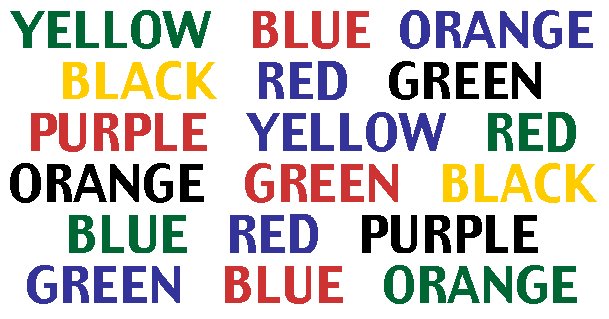 YELLOW BLUE ORANGE
BLACK RED GREEN
PURPLE YELLOW RED
ORANGE GREEN BLACK
BLUE RED PURPLE
GREEN BLUE ORANGE